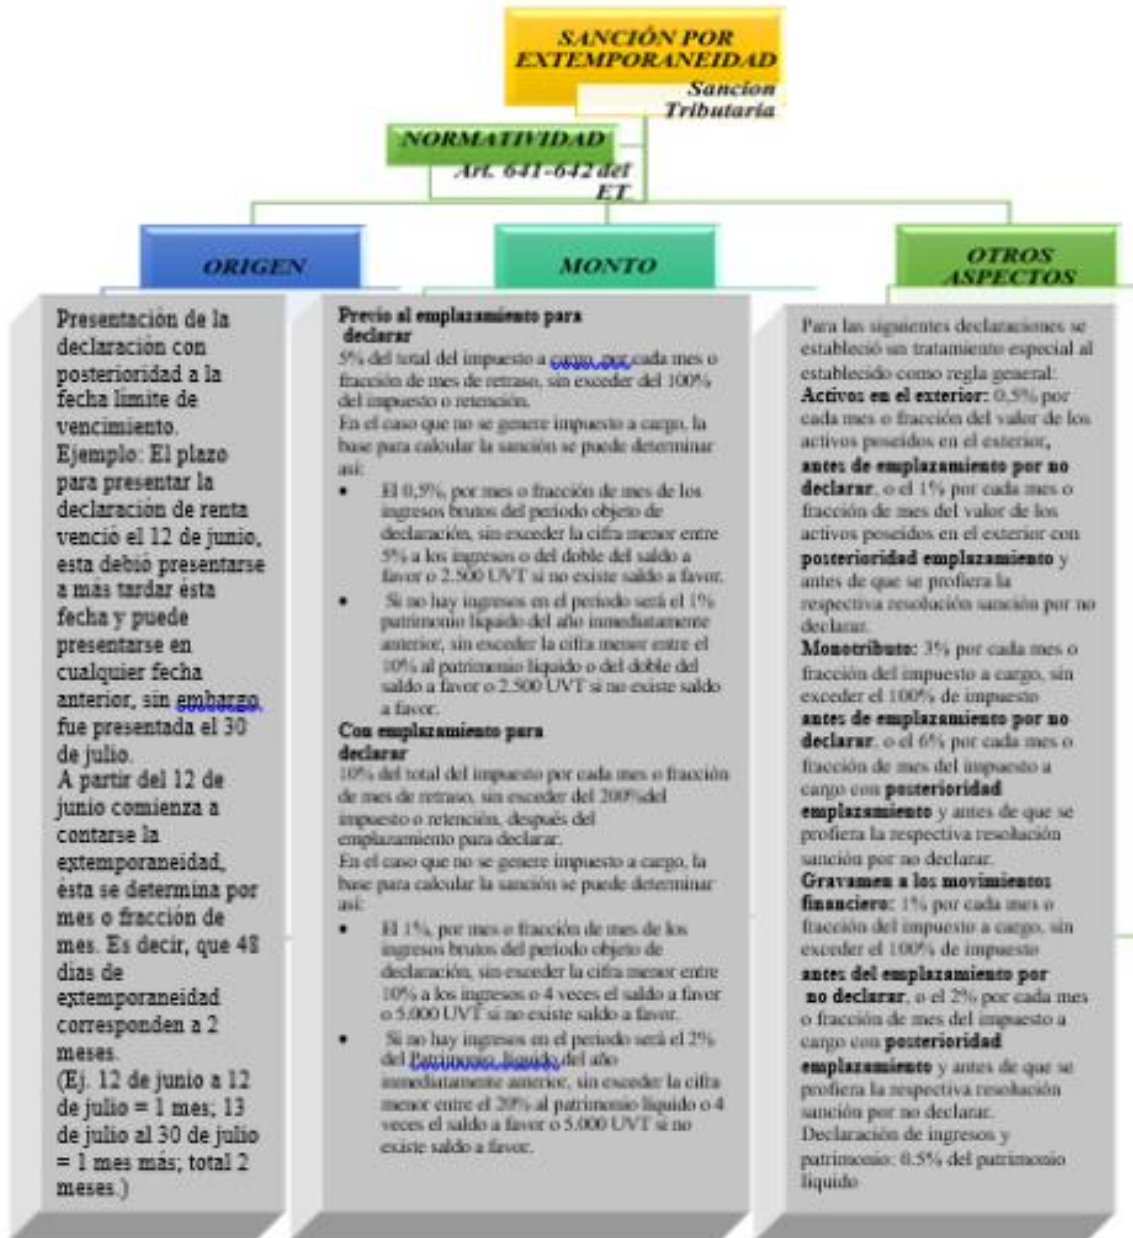 SANCIÓN POR
EXTEMPORANEIDAD
Sancion
Tributaria
NORMATIVIDAD
Art. 641-642 del
ET
ORIGEN
Presentación de la
declaración con
posterioridad a la
fecha límite de
vencimiento.
Ejemplo: El plazo
para presentar la
declaración de renta
venció el 12 de junio,
esta debió presentarse
a más tardar ésta
fecha y puede
presentarse en
cualquier fecha
anterior, sin embargo,
fue presentada el 30
de julio.
A partir del 12 de
junio comienza a
contarse la
extemporaneidad,
ésta se determina por
mes o fracción de
mes. Es decir, que 48
días de
extemporaneidad
corresponden a 2
meses.
(Ej. 12 de junio a 12
de julio = 1 mes; 13
de julio al 30 de julio
= 1 mes más; total 2
meses.)
MONTO
Previo al emplazamiento para
declarar
5% del total del impuesto a cargo, por cada mes o
fracción de mes de retraso, sin exceder del 100%
del impuesto o retención.
En el caso que no se genere impuesto a cargo, la
base para calcular la sanción se puede determinar
así:
• El 0,5%, por mes o fracción de mes de los
ingresos brutos del periodo objeto de
declaración, sin exceder la cifra menor entre
5% a los ingresos o del doble del saldo a
favor o 2.500 UVT si no existe saldo a favor.
• Si no hay ingresos en el periodo será el 1%
patrimonio líquido del año inmediatamente
anterior, sin exceder la cifra menor entre el
10% al patrimonio líquido o del doble del
saldo a favor o 2.500 UVT si no existe saldo
a favor.
Con emplazamiento para
declarar
10% del total del impuesto por cada mes o fracción
de mes de retraso, sin exceder del 200%del
impuesto o retención, después del
emplazamiento para declarar.
En el caso que no se genere impuesto a cargo, la
base para calcular la sanción se puede determinar
así:
• El 1%, por mes o fracción de mes de los
ingresos brutos del periodo objeto de
declaración, sin exceder la cifra menor entre
10% a los ingresos o 4 veces el saldo a favor
o 5.000 UVT si no existe saldo a favor.
• Si no hay ingresos en el periodo será el 2%
del Patrimonio líquido del año
inmediatamente anterior, sin exceder la cifra
menor entre el 20% al patrimonio líquido o 4
veces el saldo a favor o 5.000 UVT si no
existe saldo a favor.
OTROS
ASPECTOS
Para las siguientes declaraciones se
estableció un tratamiento especial al
establecido como regla general:
Activos en el exterior: 0,5% por
cada mes o fracción del valor de los
activos poseídos en el exterior,
antes de emplazamiento por no
declarar, o el 1% por cada mes o
fracción de mes del valor de los
activos poseídos en el exterior con
posterioridad emplazamiento y
antes de que se profiera la
respectiva resolución sanción por no
declarar.
Monotributo: 3% por cada mes o
fracción del impuesto a cargo, sin
exceder el 100% de impuesto
antes de emplazamiento por no
declarar, o el 6% por cada mes o
fracción de mes del impuesto a
cargo con posterioridad
emplazamiento y antes de que se
profiera la respectiva resolución
sanción por no declarar.
Gravamen a los movimientos
financiero: 1% por cada mes o
fracción del impuesto a cargo, sin
exceder el 100% de impuesto
antes del emplazamiento por
no declarar, o el 2% por cada mes
o fracción de mes del impuesto a
cargo con posterioridad
emplazamiento y antes de que se
profiera la respectiva resolución
sanción por no declarar.
Declaración de ingresos y
patrimonio: 0.5% del patrimonio
líquido